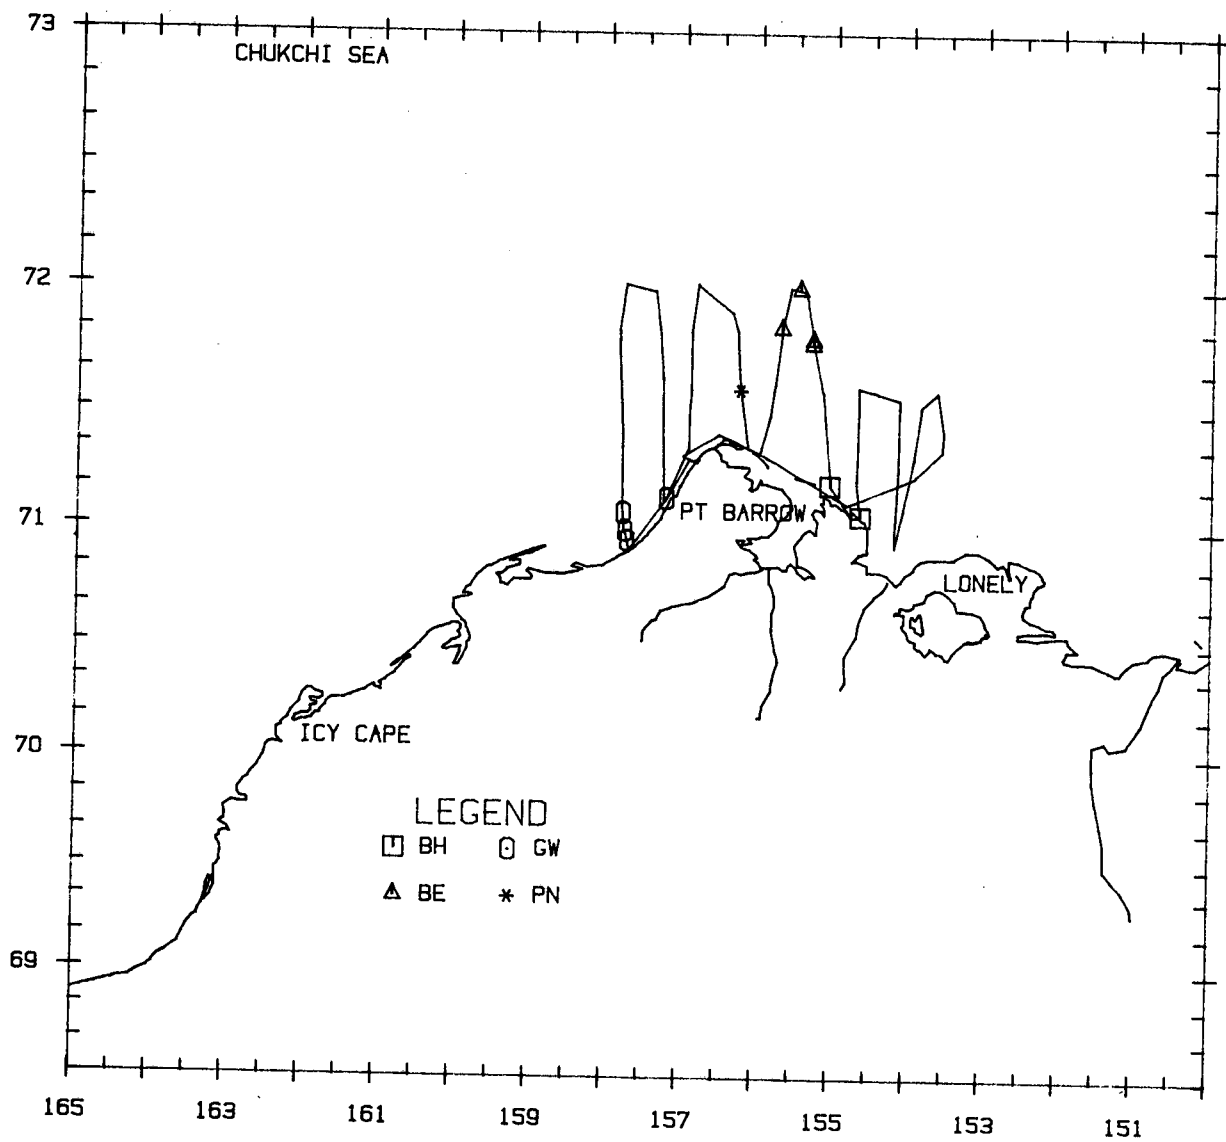 73
CHUKCHI SEA
72
71
PT BARROW
LONELY
70
ICY CAPE
LEGEND
BH GW
BE PN
69
165 163 161 159 157 155 153 151